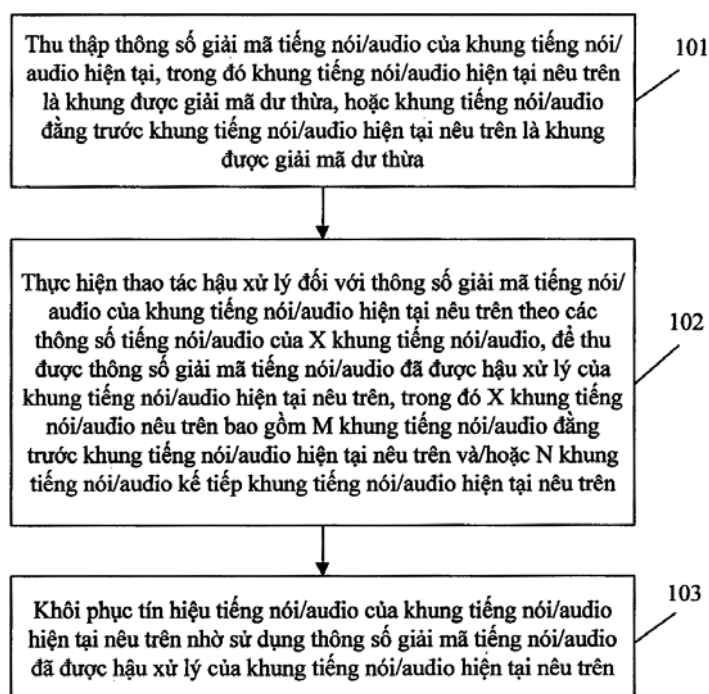 Thu thập thông số giải mã tiếng nói/audio của khung tiếng nói/
audio hiện tại, trong đó khung tiếng nói/audio hiện tại nêu trên
là khung được giải mã dư thừa, hoặc khung tiếng nói/audio
đằng trước khung tiếng nói/audio hiện tại nêu trên là khung
được giải mã dư thừa
101
Thực hiện thao tác hậu xử lý đối với thông số giải mã tiếng nói/
audio của khung tiếng nói/audio hiện tại nêu trên theo các
thông số tiếng nói/audio của X khung tiếng nói/audio, để thu
được thông số giải mã tiếng nói/audio đã được hậu xử lý của
khung tiếng nói/audio hiện tại nêu trên, trong đó X khung tiếng
nói/audio nêu trên bao gồm M khung tiếng nói/audio đằng
trước khung tiếng nói/audio hiện tại nêu trên và/hoặc N khung
tiếng nói/audio kế tiếp khung tiếng nói/audio hiện tại nêu trên
102
Khôi phục tín hiệu tiếng nói/audio của khung tiếng nói/audio
hiện tại nêu trên nhờ sử dụng thông số giải mã tiếng nói/audio
đã được hậu xử lý của khung tiếng nói/audio hiện tại nêu trên
103